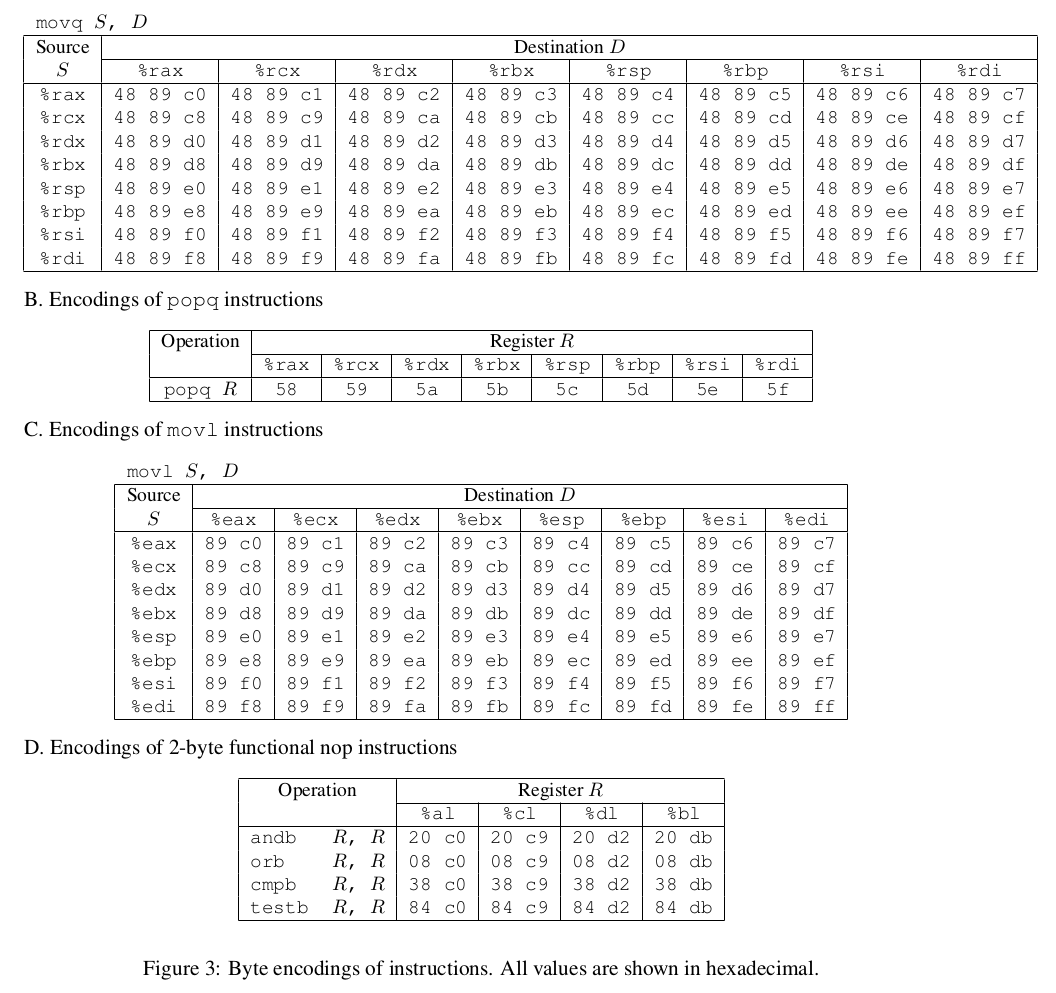 movq S, D
Source Destination D
S %rax %rcx %rdx %rbx %rsp %rbp %rsi %rdi
%rax 48 89 c0 48 89 c1 48 89 c2 48 89 c3 48 89 c4 48 89 c5 48 89 c6 48 89 c7
%rcx 48 89 c8 48 89 c9 48 89 ca 48 89 cb 48 89 cc 48 89 cd 48 89 ce 48 89 cf
%rdx 48 89 d0 48 89 d1 48 89 d2 48 89 d3 48 89 d4 48 89 d5 48 89 d6 48 89 d7
%rbx 48 89 d8 48 89 d9 48 89 da 48 89 db 48 89 dc 48 89 dd 48 89 de 48 89 df
%rsp 48 89 e0 48 89 e1 48 89 e2 48 89 e3 48 89 e4 48 89 e5 48 89 e6 48 89 e7
%rbp 48 89 e8 48 89 e9 48 89 ea 48 89 eb 48 89 ec 48 89 ed 48 89 ee 48 89 ef
%rsi 48 89 f0 48 89 f1 48 89 f2 48 89 f3 48 89 f4 48 89 f5 48 89 f6 48 89 f7
%rdi 48 89 f8 48 89 f9 48 89 fa 48 89 fb 48 89 fc 48 89 fd 48 89 fe 48 89 ff
B. Encodings of popq instructions
Operation Register R
%rax %rcx %rdx %rbx %rsp %rbp %rsi %rdi
popq R 58 59 5a 5b 5c 5d 5e 5f
C. Encodings of movl instructions
movl S, D
Source Destination D
S %eax %ecx %edx %ebx %esp %ebp %esi %edi
%eax 89 c0 89 c1 89 c2 89 c3 89 c4 89 c5 89 c6 89 c7
%ecx 89 c8 89 c9 89 ca 89 cb 89 cc 89 cd 89 ce 89 cf
%edx 89 d0 89 d1 89 d2 89 d3 89 d4 89 d5 89 d6 89 d7
%ebx 89 d8 89 d9 89 da 89 db 89 dc 89 dd 89 de 89 df
%esp 89 e0 89 e1 89 e2 89 e3 89 e4 89 e5 89 e6 89 e7
%ebp 89 e8 89 e9 89 ea 89 eb 89 ec 89 ed 89 ee 89 ef
%esi 89 f0 89 f1 89 f2 89 f3 89 f4 89 f5 89 f6 89 f7
%edi 89 f8 89 f9 89 fa 89 fb 89 fc 89 fd 89 fe 89 ff
D. Encodings of 2-byte functional nop instructions
Operation Register R
%al %cl %dl %bl
andb R, R 20 c0 20 c9 20 d2 20 db
orb R, R 08 c0 08 c9 08 d2 08 db
cmpb R, R 38 c0 38 c9 38 d2 38 db
testb R, R 84 c0 84 c9 84 d2 84 db
Figure 3: Byte encodings of instructions. All values are shown in hexadecimal.